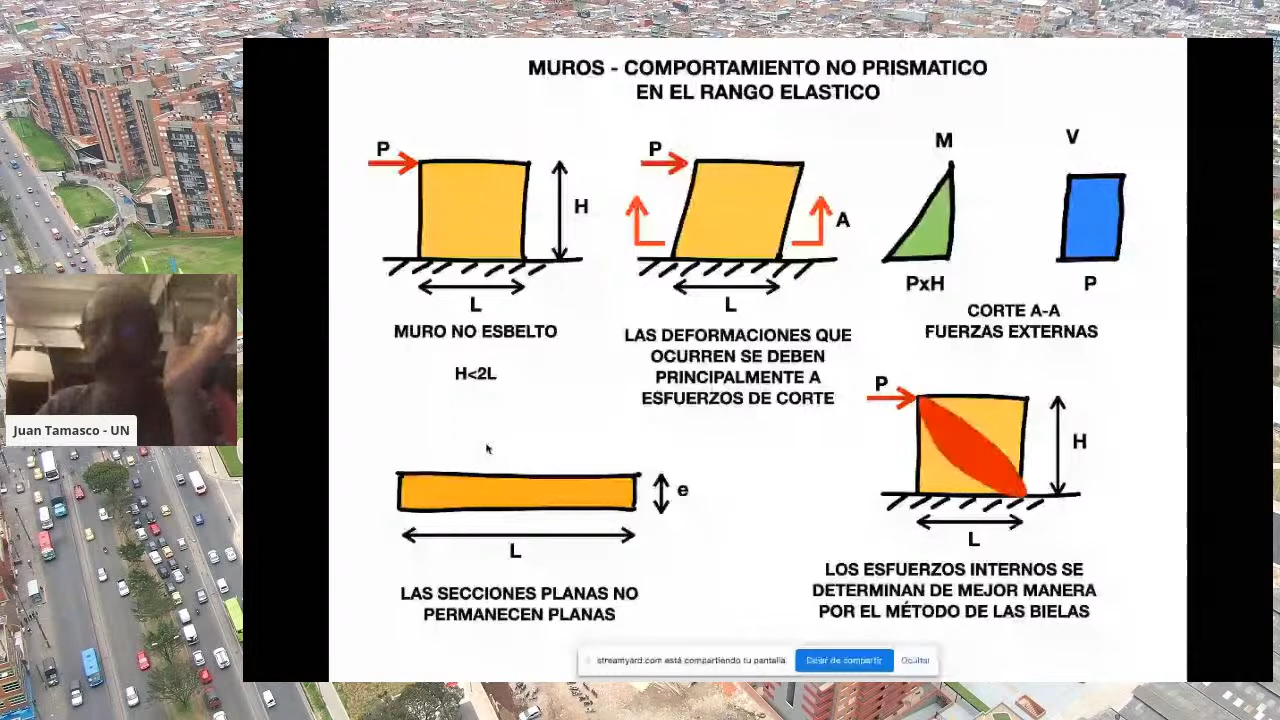 MUROS - COMPORTAMIENTO NO PRISMATICO
EN EL RANGO ELASTICO
P
H
L
MURO NO ESBELTO
H<2L
P
A
L
LAS DEFORMACIONES QUE
OCURREN SE DEBEN
PRINCIPALMENTE A
ESFUERZOS DE CORTE
M
V
PxH
P
CORTE A-A
FUERZAS EXTERNAS
Juan Tamasco - UN
e
L
LAS SECCIONES PLANAS NO
PERMANECEN PLANAS
P
H
L
LOS ESFUERZOS INTERNOS SE
DETERMINAN DE MEJOR MANERA
POR EL MÉTODO DE LAS BIELAS
streamyard.com está compartiendo tu pantalla.
Dejar de compartir
Ocultar